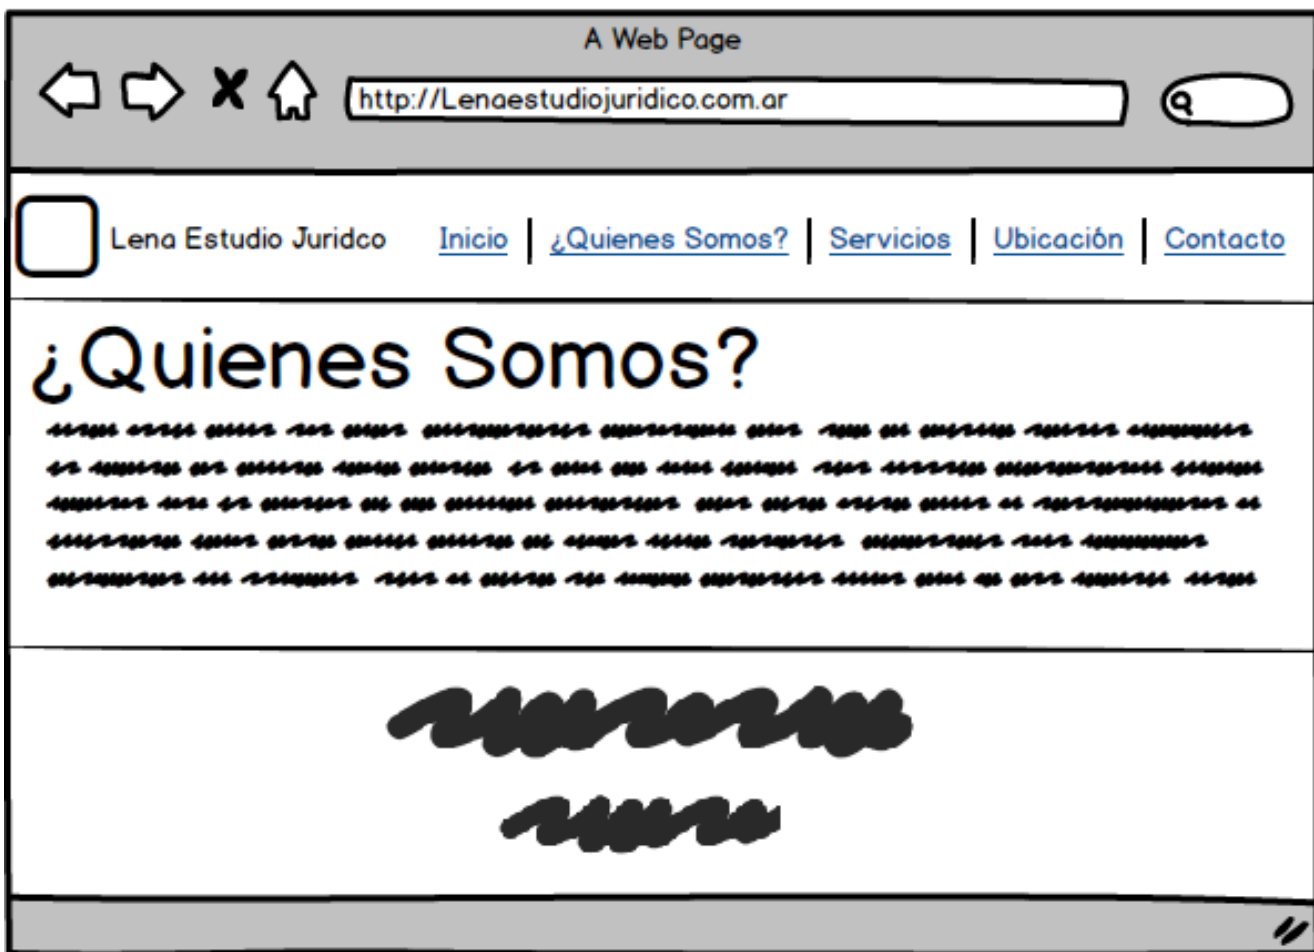 A Web Page
http://Lenaestudiojuridico.com.ar
Lena Estudio Juridco Inicio ¿Quienes Somos? Servicios Ubicación Contacto
¿Quienes Somos?